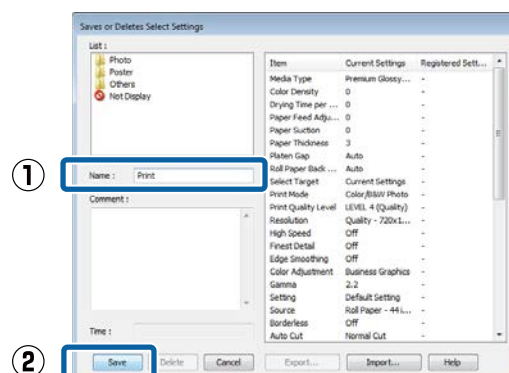 Saves or Deletes Select Settings
List :
Photo
Poster
Others
Not Display
① Name : Print
Comment :
Time :
② Save Delete Cancel
Item Current Settings Registered Sett...
Media Type Premium Glossy... -
Color Density 0 -
Drying Time per ... 0 -
Paper Feed Adju... 0 -
Paper Suction 0 -
Paper Thickness 3 -
Platen Gap Auto -
Roll Paper Back ... Auto -
Select Target Current Settings -
Print Mode Color/B&W Photo -
Print Quality Level LEVEL 4 (Quality) -
Resolution Quality - 720x1... -
High Speed Off -
Finest Detail Off -
Edge Smoothing Off -
Color Adjustment Business Graphics -
Gamma 2.2 -
Setting Default Setting -
Source Roll Paper - 44 i... -
Borderless Off -
Auto Cut Normal Cut -
Export... Import... Help